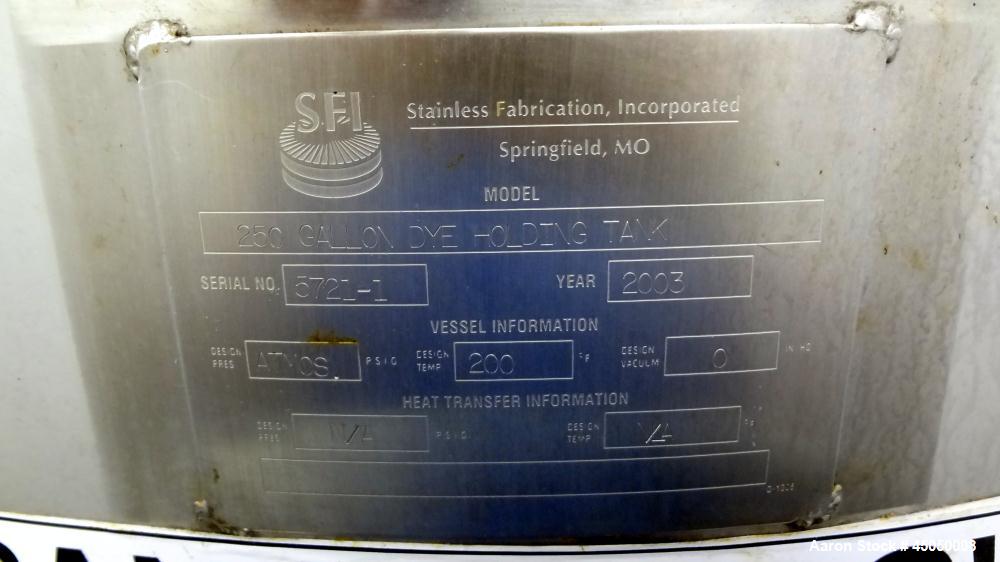 SFI
Stainless Fabrication, Incorporated
Springfield, MO
MODEL
250 GALLON DYE HOLDING TANK
SERIAL NO. 5721-1 YEAR 2003
VESSEL INFORMATION
DESIGN PRES ATMOS. P.S.I.G. DESIGN TEMP 200 °F DESIGN VACUUM 0 IN HG
HEAT TRANSFER INFORMATION
DESIGN PRES N/A P.S.I.G. DESIGN TEMP N/A °F
Aaron Stock # 45060003